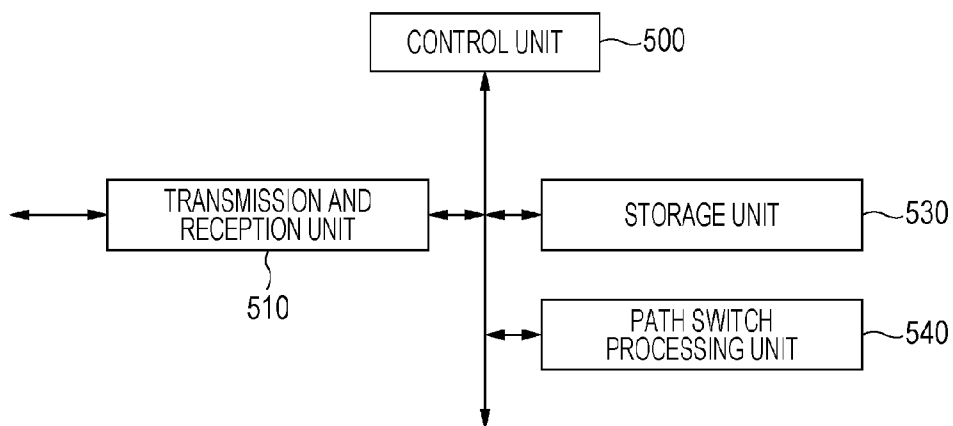 CONTROL UNIT
500
TRANSMISSION AND
RECEPTION UNIT
510
STORAGE UNIT
530
PATH SWITCH
PROCESSING UNIT
540